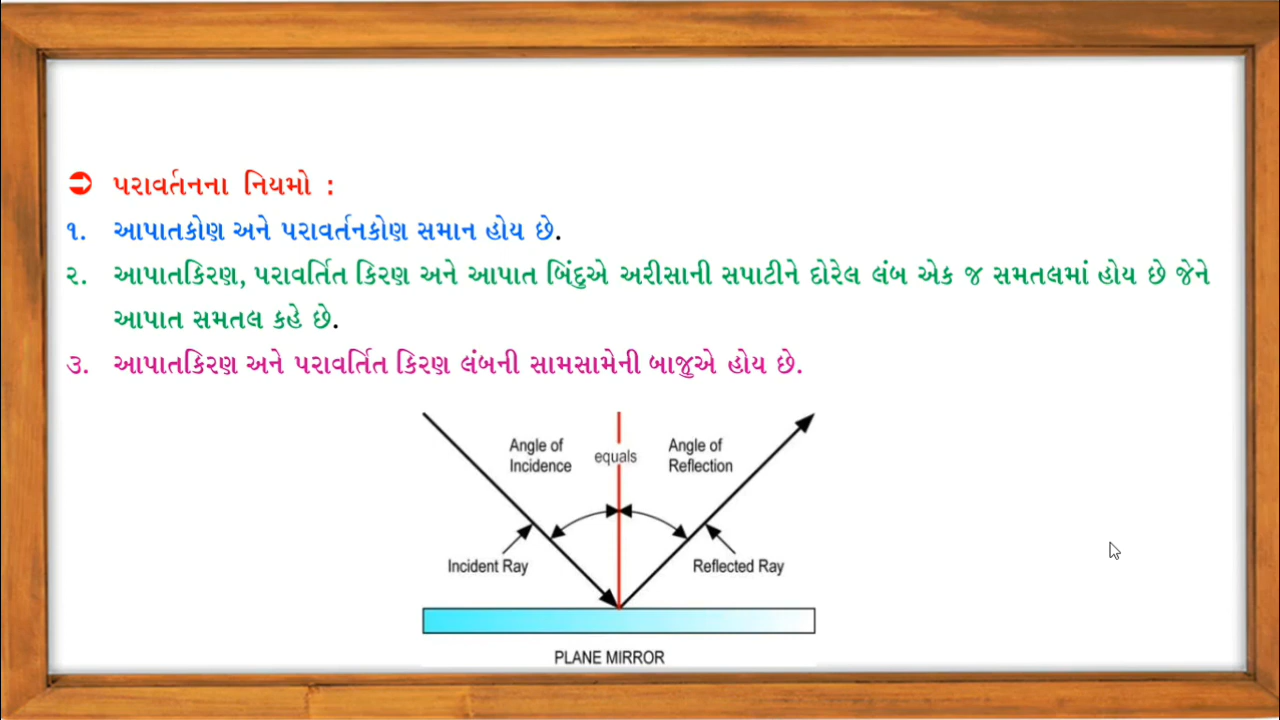 પરાવર્તનના નિયમો :
૧. આપાતકોણ અને પરાવર્તનકોણ સમાન હોય છે.
૨. આપાતકિરણ, પરાવર્તિત કિરણ અને આપાત બિંદુએ અરીસાની સપાટીને દોરેલ લંબ એક જ સમતલમાં હોય છે જેને
આપાત સમતલ કહે છે.
૩. આપાતકિરણ અને પરાવર્તિત કિરણ લંબની સામસામેની બાજુએ હોય છે.
Angle of
Incidence
equals
Angle of
Reflection
Incident Ray
Reflected Ray
PLANE MIRROR